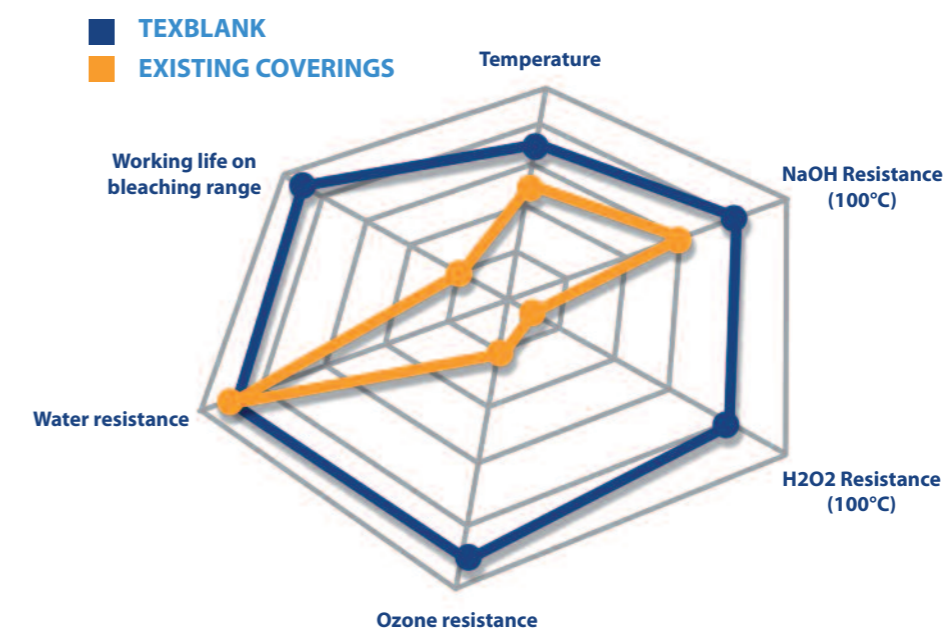 TEXBLANK
EXISTING COVERINGS
Temperature
Working life on
bleaching range
NaOH Resistance
(100°C)
Water resistance
H2O2 Resistance
(100°C)
Ozone resistance